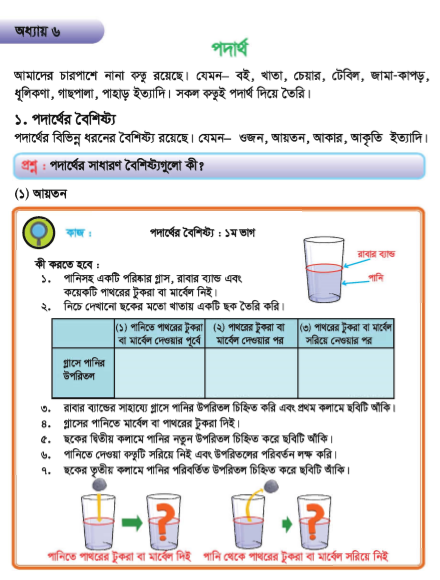 অধ্যায় ৬
পদার্থ
আমাদের চারপাশে নানা বস্তু রয়েছে। যেমন– বই, খাতা, চেয়ার, টেবিল, জামা-কাপড়,
ধূলিকণা, গাছপালা, পাহাড় ইত্যাদি। সকল বস্তুই পদার্থ দিয়ে তৈরি।
১. পদার্থের বৈশিষ্ট্য
পদার্থের বিভিন্ন ধরনের বৈশিষ্ট্য রয়েছে। যেমন– ওজন, আয়তন, আকার, আকৃতি ইত্যাদি।
প্রশ্ন : পদার্থের সাধারণ বৈশিষ্ট্যগুলো কী?
(১) আয়তন
কাজ : পদার্থের বৈশিষ্ট্য : ১ম ভাগ
রাবার ব্যান্ড
পানি
কী করতে হবে :
১. পানিসহ একটি পরিষ্কার গ্লাস, রাবার ব্যান্ড এবং
কয়েকটি পাথরের টুকরা বা মার্বেল নিই।
২. নিচে দেখানো ছকের মতো খাতায় একটি ছক তৈরি করি।
(১) পানিতে পাথরের টুকরা বা মার্বেল দেওয়ার পূর্বে
(২) পাথরের টুকরা বা মার্বেল দেওয়ার পর
(৩) পাথরের টুকরা বা মার্বেল সরিয়ে নেওয়ার পর
গ্লাসে পানির
উপরিতল
৩. রাবার ব্যান্ডের সাহায্যে গ্লাসে পানির উপরিতল চিহ্নিত করি এবং প্রথম কলামে ছবিটি আঁকি।
৪. গ্লাসের পানিতে মার্বেল বা পাথরের টুকরা দিই।
৫. ছকের দ্বিতীয় কলামে পানির নতুন উপরিতল চিহ্নিত করে ছবিটি আঁকি।
৬. পানিতে দেওয়া বস্তুটি সরিয়ে নিই এবং উপরিতলের পরিবর্তন লক্ষ করি।
৭. ছকের তৃতীয় কলামে পানির পরিবর্তিত উপরিতল চিহ্নিত করে ছবিটি আঁকি।
?
?
পানিতে পাথরের টুকরা বা মার্বেল দিই
পানি থেকে পাথরের টুকরা বা মার্বেল সরিয়ে নিই